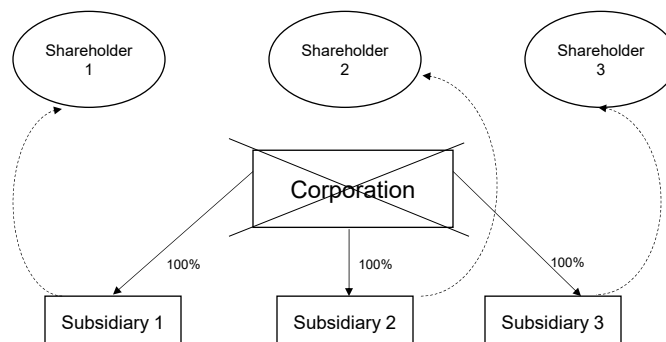 Shareholder
1
Shareholder
2
Shareholder
3
Corporation
100%
100%
100%
Subsidiary 1
Subsidiary 2
Subsidiary 3